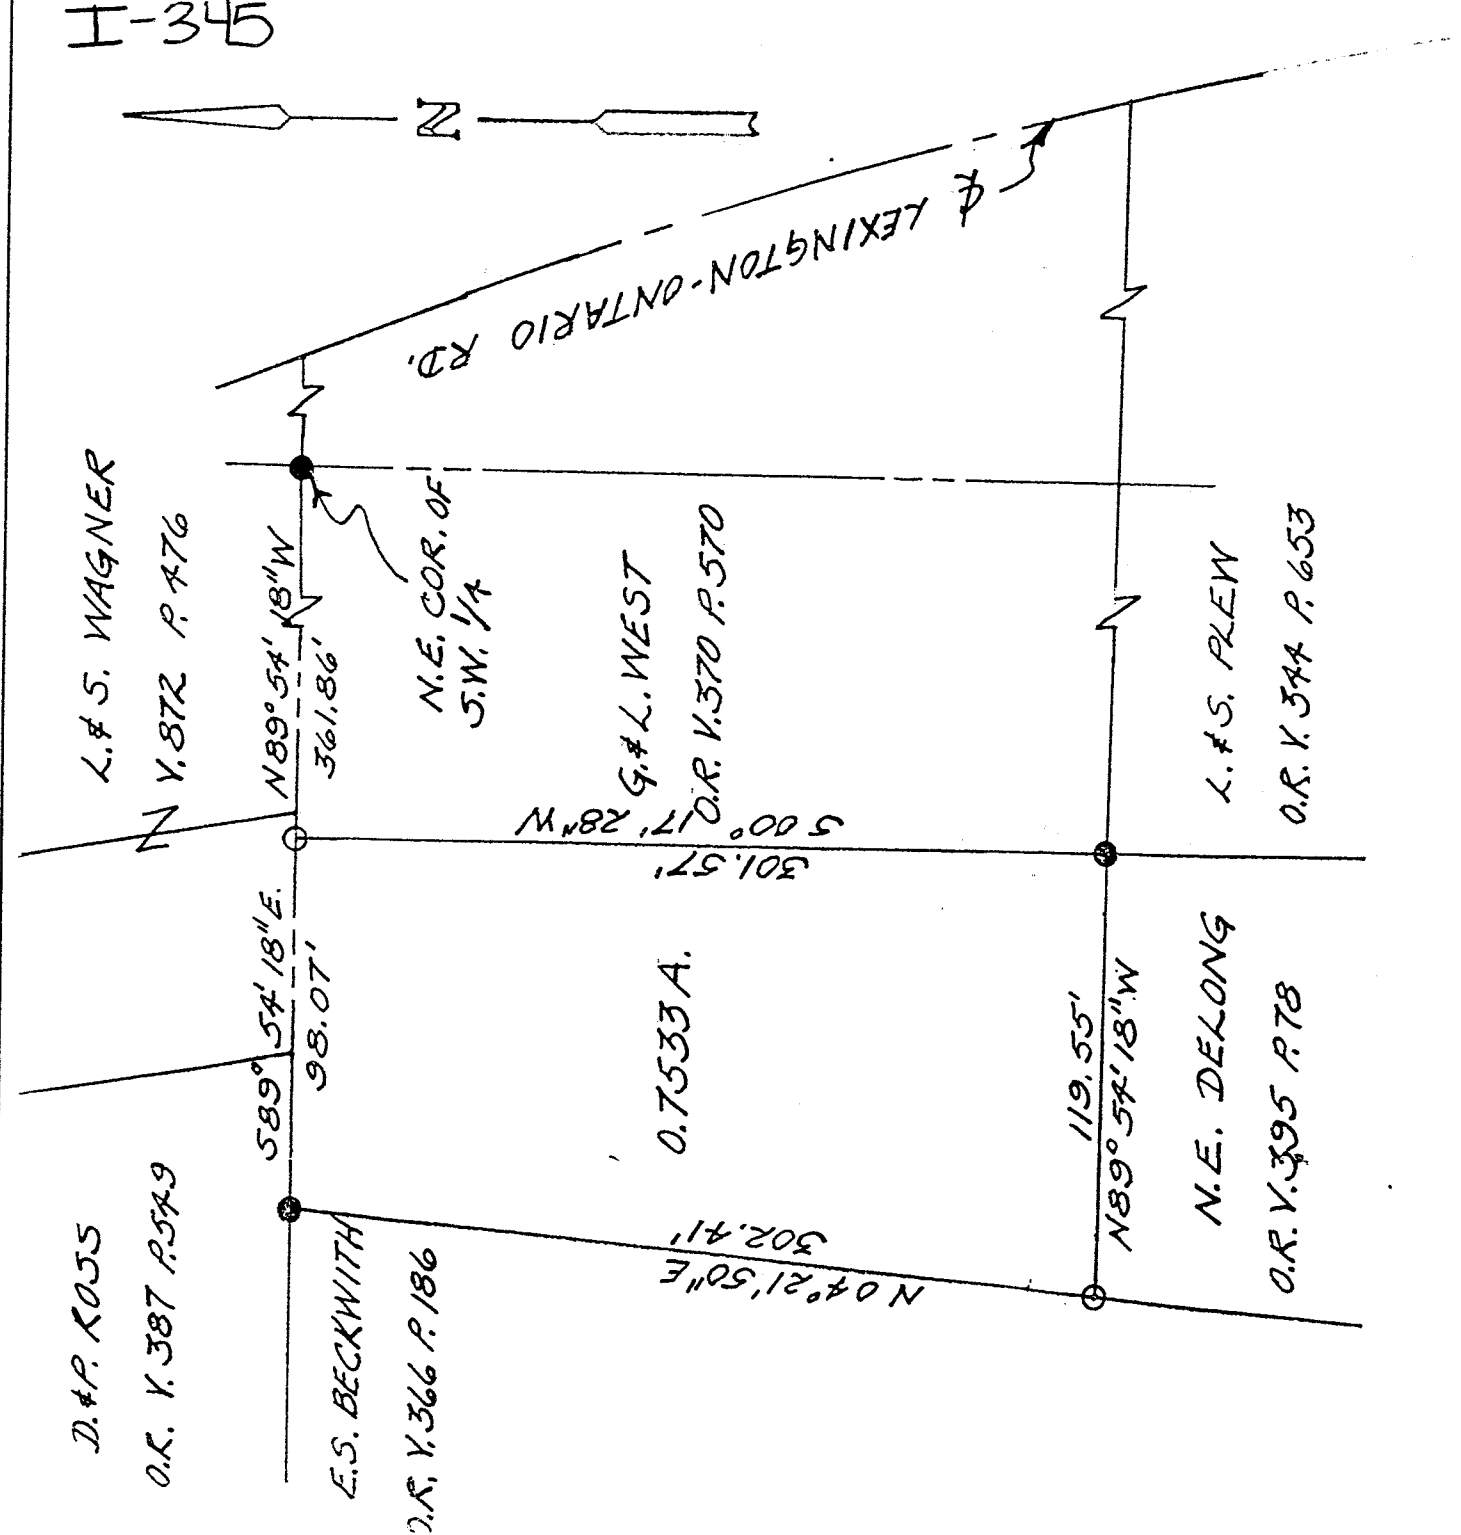 I-345
N
℄ LEXINGTON-ONTARIO RD.
L. & S. WAGNER
V.872 P.476
N89° 54' 18"W
361.86'
N.E. COR. OF
S.W. 1/4
G. & L. WEST
O.R. V.370 P.570
L. & S. PLEW
O.R. V.344 P.653
S 00° 17' 28" W
301.57'
S89° 54' 18" E.
98.07'
0.7533 A.
119.55'
N89° 54' 18" W
N.E. DELONG
O.R. V.395 P.78
302.41'
N 04° 21' 50" E
D. & P. ROSS
O.R. V.387 P.549
E.S. BECKWITH
O.R. V.366 P.186